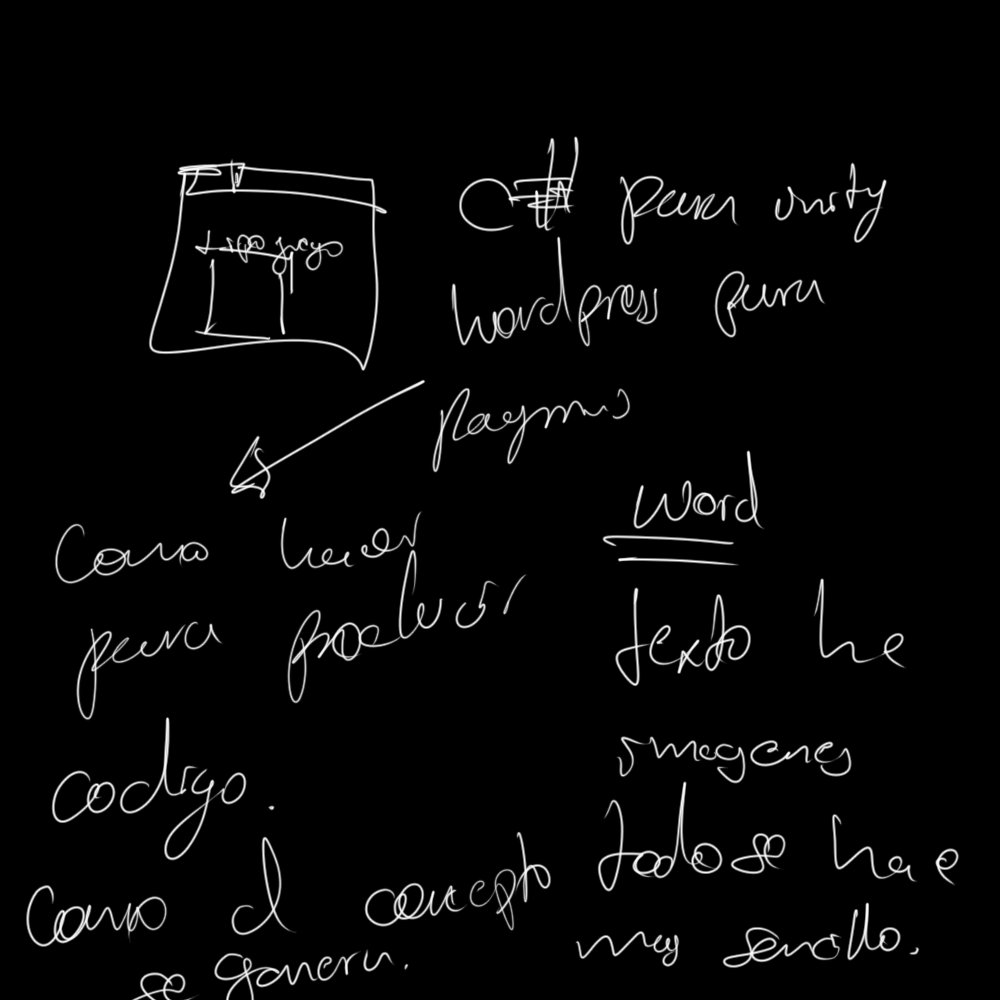 tipo juego
C# para unity
wordpress para
Paginas
Como hacer
para producir
codigo.
Como el concepto
se genera.
word
texto he
imagenes
todo se hace
muy sencillo.